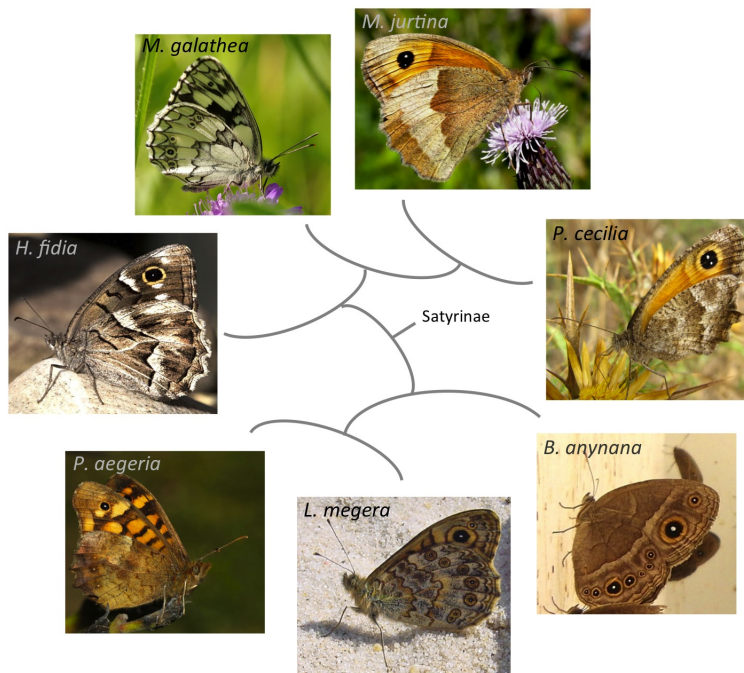 M. jurtina
M. galathea
P. cecilia
H. fidia
Satyrinae
B. anynana
P. aegeria
L. megera